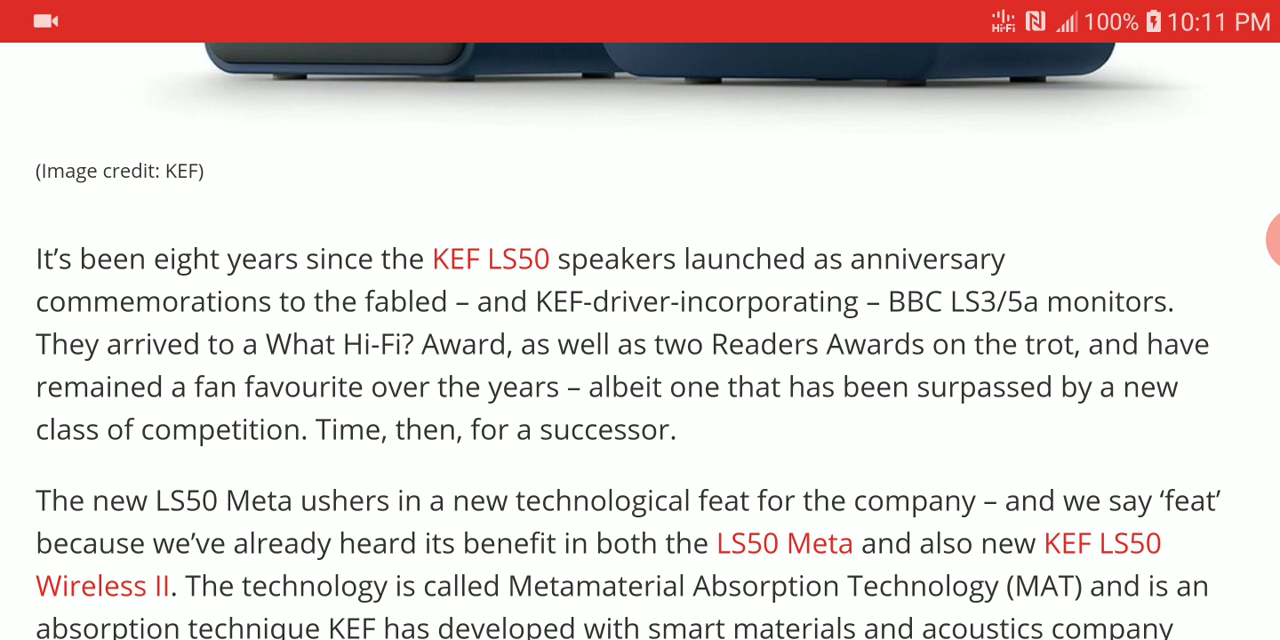 Hi-Fi 100% 10:11 PM
(Image credit: KEF)
It’s been eight years since the KEF LS50 speakers launched as anniversary
commemorations to the fabled – and KEF-driver-incorporating – BBC LS3/5a monitors.
They arrived to a What Hi-Fi? Award, as well as two Readers Awards on the trot, and have
remained a fan favourite over the years – albeit one that has been surpassed by a new
class of competition. Time, then, for a successor.
The new LS50 Meta ushers in a new technological feat for the company – and we say ‘feat’
because we’ve already heard its benefit in both the LS50 Meta and also new KEF LS50
Wireless II. The technology is called Metamaterial Absorption Technology (MAT) and is an
absorption technique KEF has developed with smart materials and acoustics company